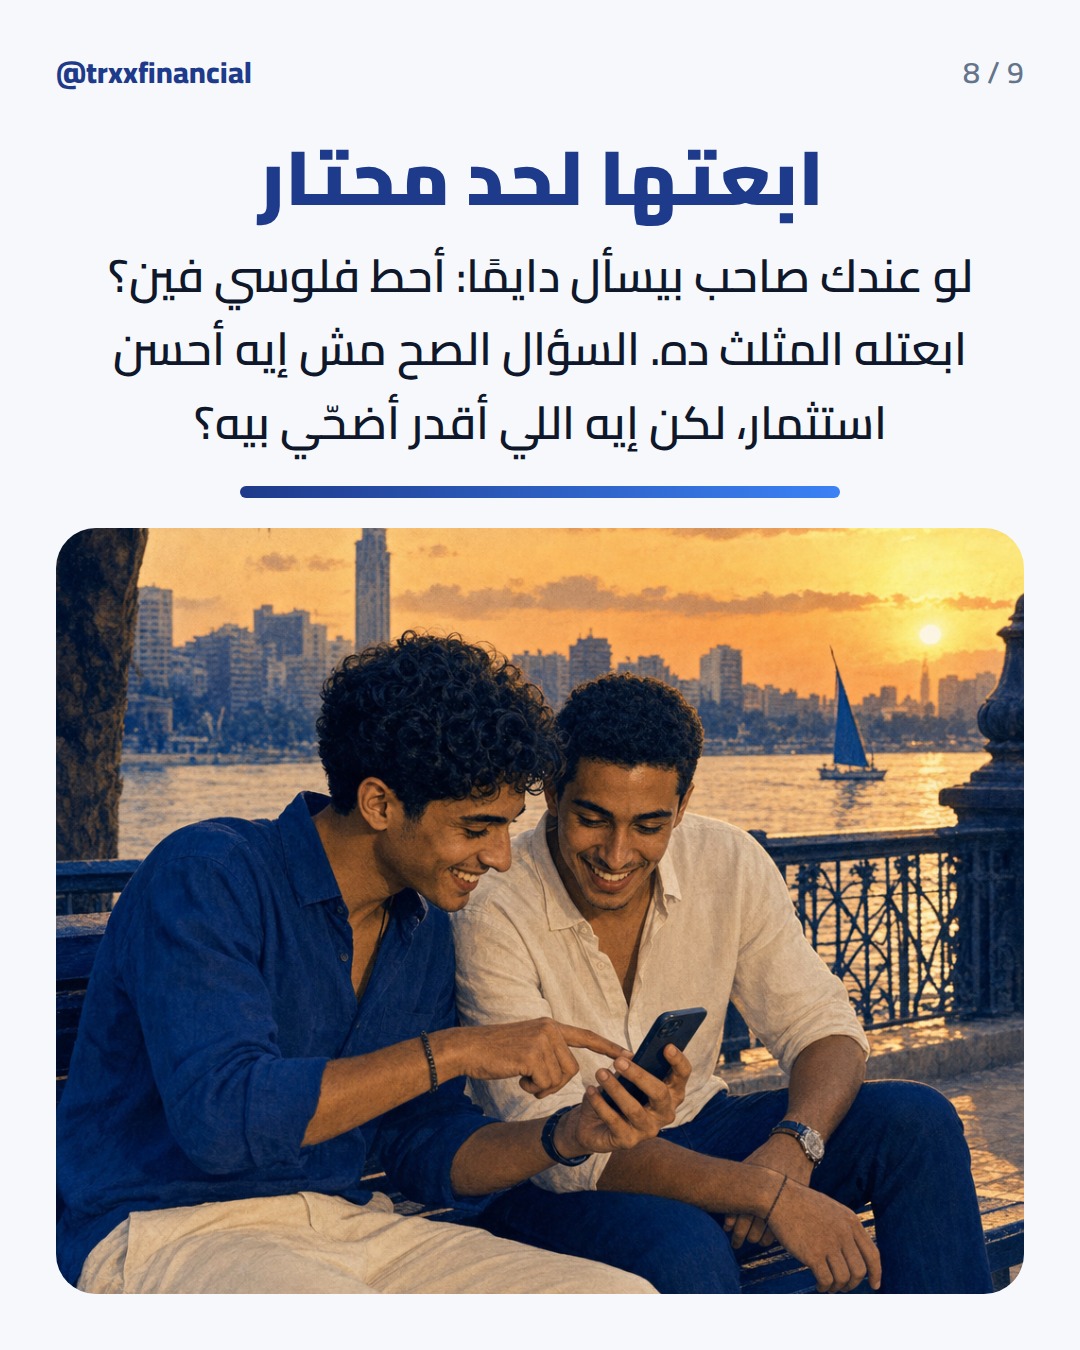 @trxxfinancial
8 / 9
ابعتها لحد محتار
لو عندك صاحب بيسأل دايمًا: أحط فلوسي فين؟
ابعتله المثلث ده. السؤال الصح مش إيه أحسن
استثمار، لكن إيه اللي أقدر أضحّي بيه؟